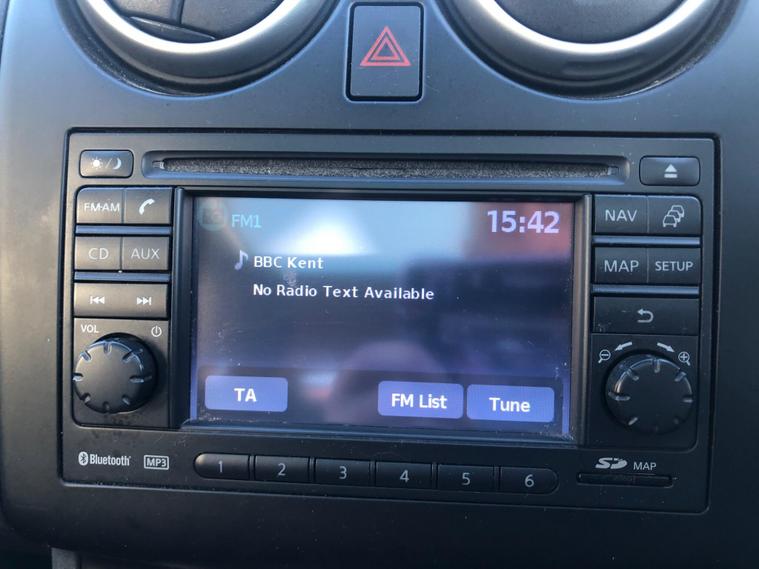 FM1 15:42
FM·AM
NAV
BBC Kent
CD AUX
MAP SETUP
No Radio Text Available
VOL
TA FM List Tune
Bluetooth MP3
1 2 3 4 5 6
SD MAP